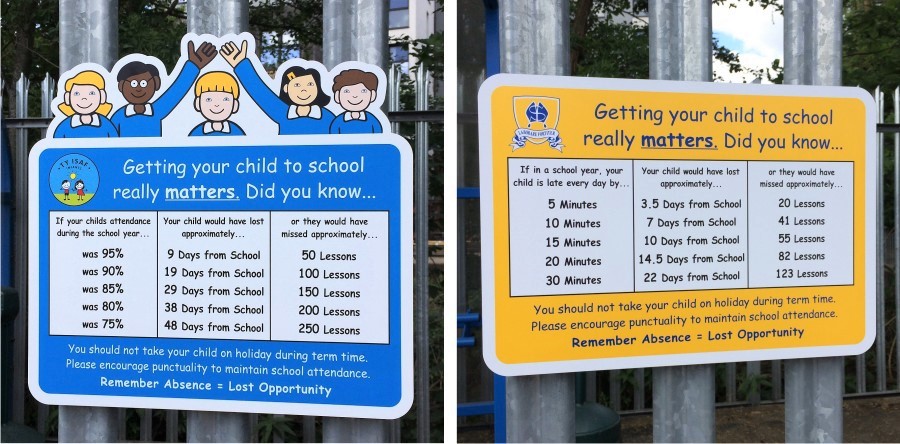 TY ISAF
INFANTS
Getting your child to school
really matters. Did you know...
If your childs attendance during the school year... | Your child would have lost approximately... | or they would have missed approximately...
was 95% | 9 Days from School | 50 Lessons
was 90% | 19 Days from School | 100 Lessons
was 85% | 29 Days from School | 150 Lessons
was 80% | 38 Days from School | 200 Lessons
was 75% | 48 Days from School | 250 Lessons
You should not take your child on holiday during term time.
Please encourage punctuality to maintain school attendance.
Remember Absence = Lost Opportunity
LABORATE FORTITER
Getting your child to school
really matters. Did you know...
If in a school year, your child is late every day by... | Your child would have lost approximately... | or they would have missed approximately...
5 Minutes | 3.5 Days from School | 20 Lessons
10 Minutes | 7 Days from School | 41 Lessons
15 Minutes | 10 Days from School | 55 Lessons
20 Minutes | 14.5 Days from School | 82 Lessons
30 Minutes | 22 Days from School | 123 Lessons
You should not take your child on holiday during term time.
Please encourage punctuality to maintain school attendance.
Remember Absence = Lost Opportunity